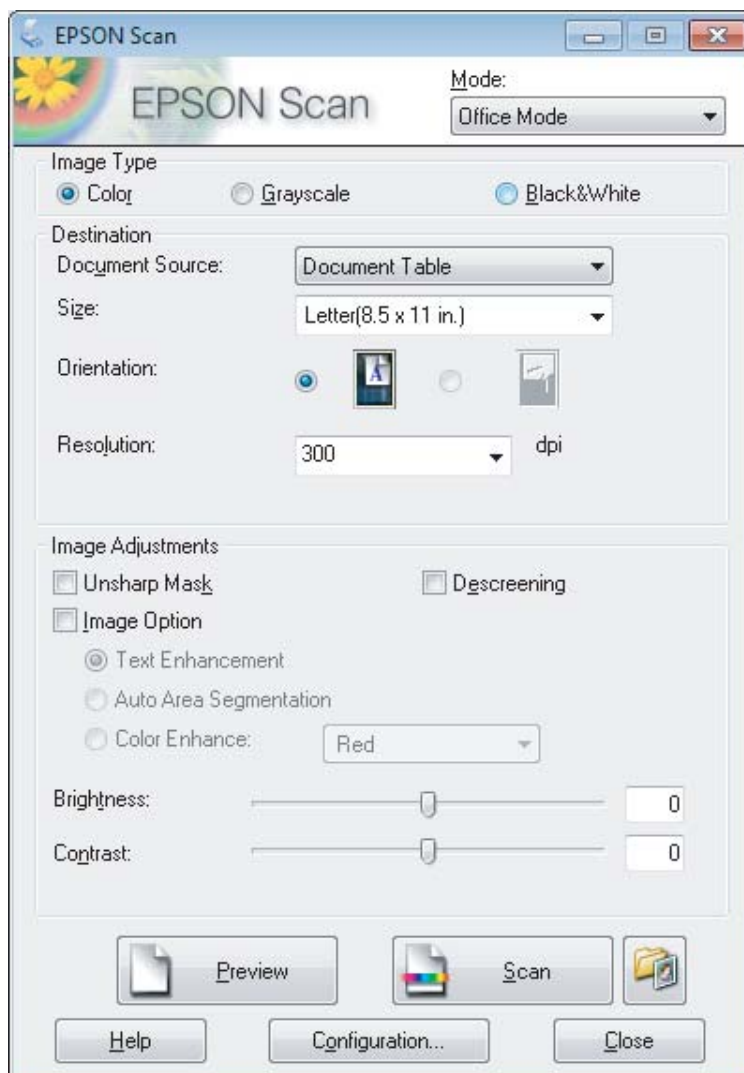 EPSON Scan
EPSON Scan
Mode:
Office Mode
Image Type
Color Grayscale Black&White
Destination
Document Source: Document Table
Size: Letter(8.5 x 11 in.)
Orientation: A
Resolution: 300 dpi
Image Adjustments
Unsharp Mask Descreening
Image Option
Text Enhancement
Auto Area Segmentation
Color Enhance: Red
Brightness: 0
Contrast: 0
Preview Scan
Help Configuration... Close